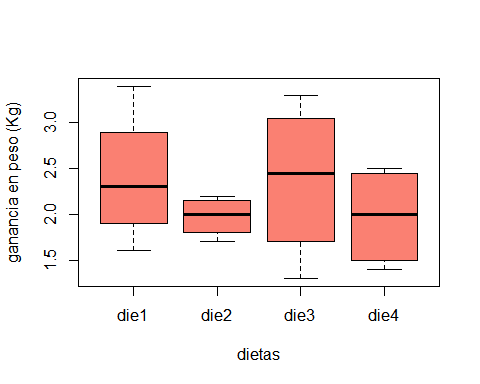 ganancia en peso (Kg)
3.0
2.5
2.0
1.5
die1 die2 die3 die4
dietas